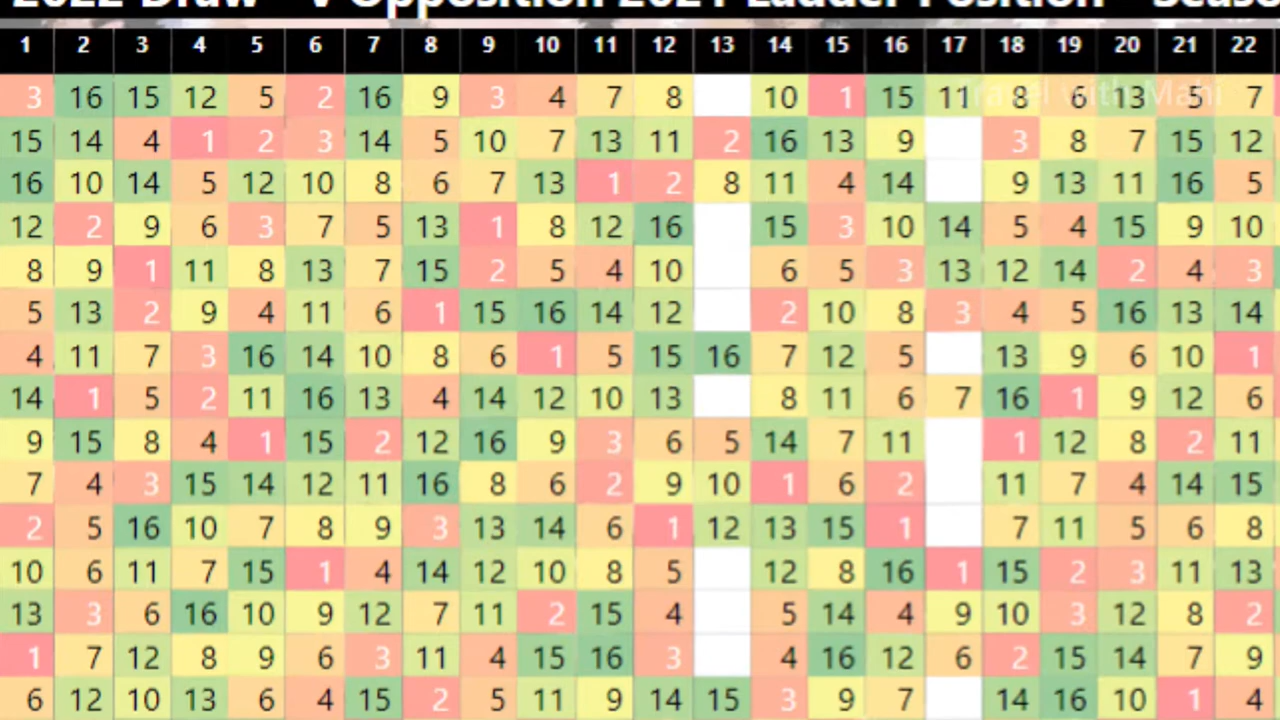 2022 Draw - v Opposition 2021 Ladder Position - Seaso
1 2 3 4 5 6 7 8 9 10 11 12 13 14 15 16 17 18 19 20 21 22
3 16 15 12 5 2 16 9 3 4 7 8 10 1 15 11 8 6 13 5 7
Travel with Mahi
15 14 4 1 2 3 14 5 10 7 13 11 2 16 13 9 3 8 7 15 12
16 10 14 5 12 10 8 6 7 13 1 2 8 11 4 14 9 13 11 16 5
12 2 9 6 3 7 5 13 1 8 12 16 15 3 10 14 5 4 15 9 10
8 9 1 11 8 13 7 15 2 5 4 10 6 5 3 13 12 14 2 4 3
5 13 2 9 4 11 6 1 15 16 14 12 2 10 8 3 4 5 16 13 14
4 11 7 3 16 14 10 8 6 1 5 15 16 7 12 5 13 9 6 10 1
14 1 5 2 11 16 13 4 14 12 10 13 8 11 6 7 16 1 9 12 6
9 15 8 4 1 15 2 12 16 9 3 6 5 14 7 11 1 12 8 2 11
7 4 3 15 14 12 11 16 8 6 2 9 10 1 6 2 11 7 4 14 15
2 5 16 10 7 8 9 3 13 14 6 1 12 13 15 1 7 11 5 6 8
10 6 11 7 15 1 4 14 12 10 8 5 12 8 16 1 15 2 3 11 13
13 3 6 16 10 9 12 7 11 2 15 4 5 14 4 9 10 3 12 8 2
1 7 12 8 9 6 3 11 4 15 16 3 4 16 12 6 2 15 14 7 9
6 12 10 13 6 4 15 2 5 11 9 14 15 3 9 7 14 16 10 1 4